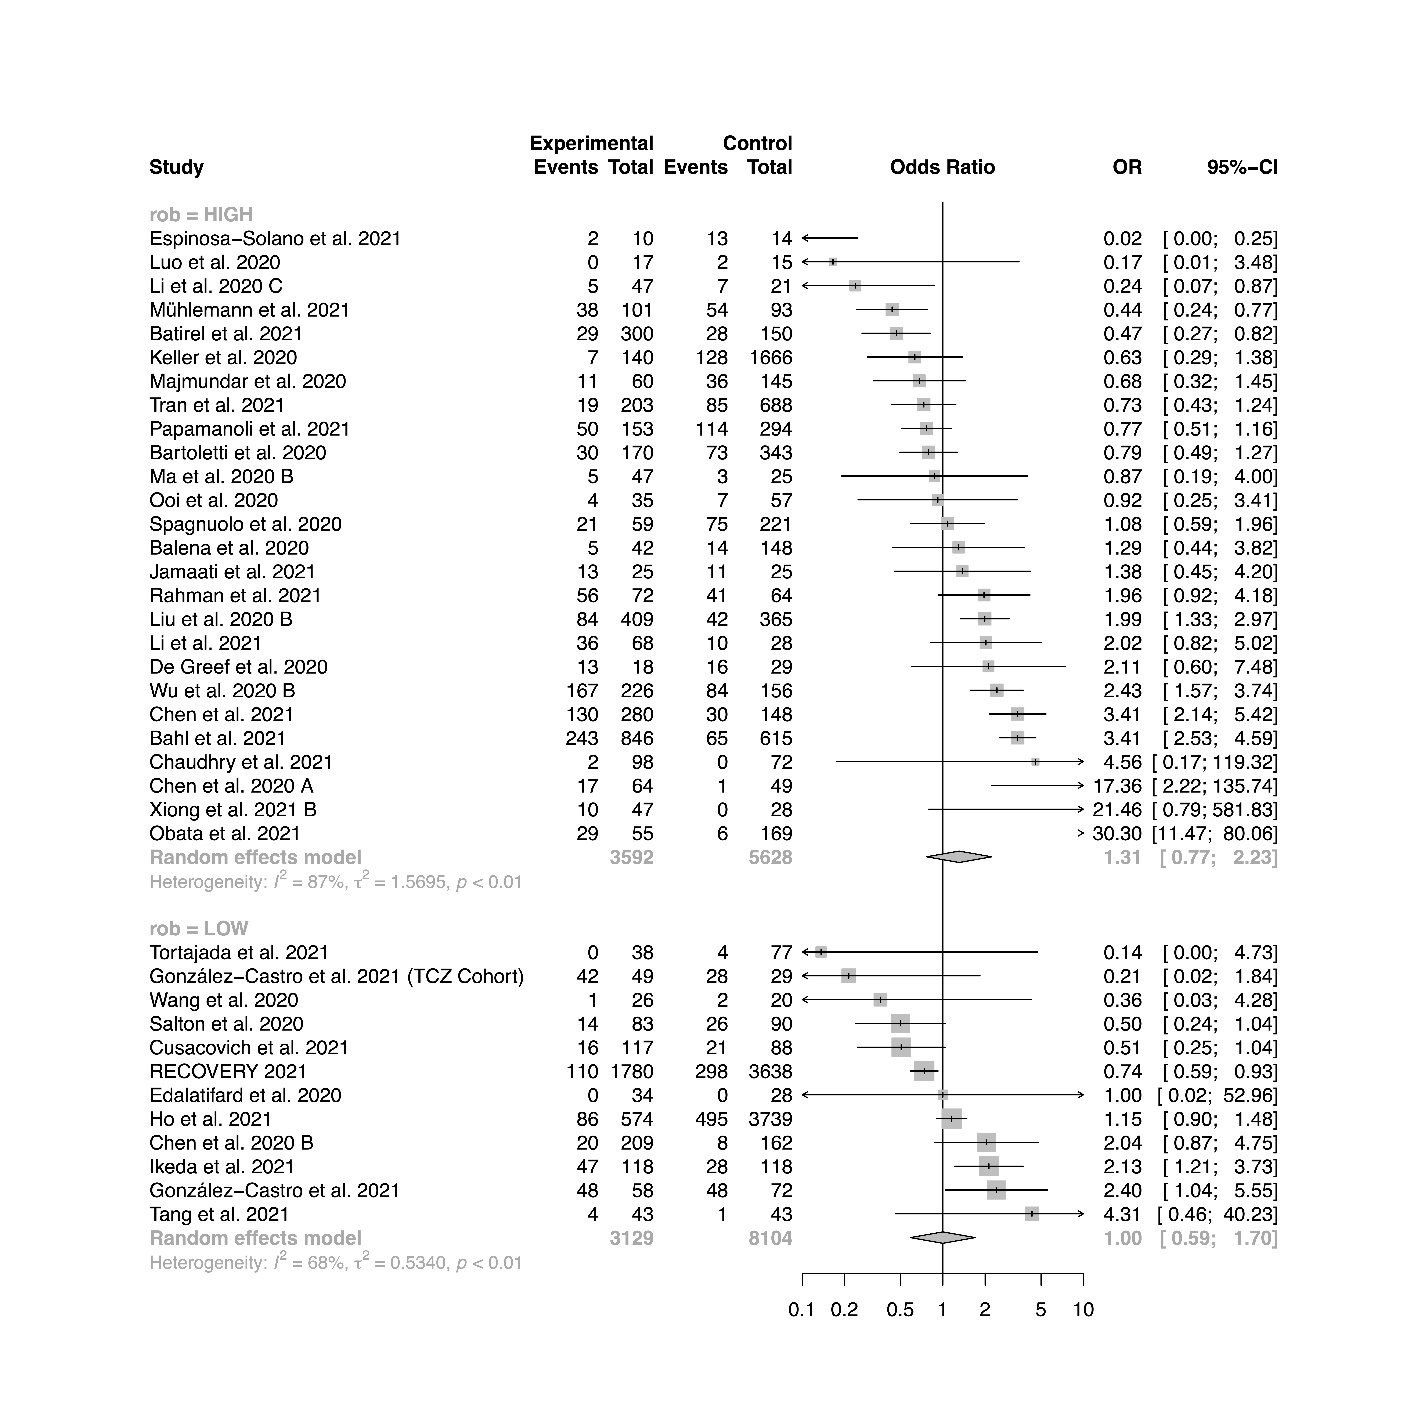 Experimental Control
Study Events Total Events Total Odds Ratio OR 95%−CI
rob = HIGH
Espinosa−Solano et al. 2021 2 10 13 14 0.02 [ 0.00; 0.25]
Luo et al. 2020 0 17 2 15 0.17 [ 0.01; 3.48]
Li et al. 2020 C 5 47 7 21 0.24 [ 0.07; 0.87]
Mühlemann et al. 2021 38 101 54 93 0.44 [ 0.24; 0.77]
Batirel et al. 2021 29 300 28 150 0.47 [ 0.27; 0.82]
Keller et al. 2020 7 140 128 1666 0.63 [ 0.29; 1.38]
Majmundar et al. 2020 11 60 36 145 0.68 [ 0.32; 1.45]
Tran et al. 2021 19 203 85 688 0.73 [ 0.43; 1.24]
Papamanoli et al. 2021 50 153 114 294 0.77 [ 0.51; 1.16]
Bartoletti et al. 2020 30 170 73 343 0.79 [ 0.49; 1.27]
Ma et al. 2020 B 5 47 3 25 0.87 [ 0.19; 4.00]
Ooi et al. 2020 4 35 7 57 0.92 [ 0.25; 3.41]
Spagnuolo et al. 2020 21 59 75 221 1.08 [ 0.59; 1.96]
Balena et al. 2020 5 42 14 148 1.29 [ 0.44; 3.82]
Jamaati et al. 2021 13 25 11 25 1.38 [ 0.45; 4.20]
Rahman et al. 2021 56 72 41 64 1.96 [ 0.92; 4.18]
Liu et al. 2020 B 84 409 42 365 1.99 [ 1.33; 2.97]
Li et al. 2021 36 68 10 28 2.02 [ 0.82; 5.02]
De Greef et al. 2020 13 18 16 29 2.11 [ 0.60; 7.48]
Wu et al. 2020 B 167 226 84 156 2.43 [ 1.57; 3.74]
Chen et al. 2021 130 280 30 148 3.41 [ 2.14; 5.42]
Bahl et al. 2021 243 846 65 615 3.41 [ 2.53; 4.59]
Chaudhry et al. 2021 2 98 0 72 4.56 [ 0.17; 119.32]
Chen et al. 2020 A 17 64 1 49 17.36 [ 2.22; 135.74]
Xiong et al. 2021 B 10 47 0 28 21.46 [ 0.79; 581.83]
Obata et al. 2021 29 55 6 169 30.30 [11.47; 80.06]
Random effects model 3592 5628 1.31 [ 0.77; 2.23]
Heterogeneity: I² = 87%, τ² = 1.5695, p < 0.01
rob = LOW
Tortajada et al. 2021 0 38 4 77 0.14 [ 0.00; 4.73]
González−Castro et al. 2021 (TCZ Cohort) 42 49 28 29 0.21 [ 0.02; 1.84]
Wang et al. 2020 1 26 2 20 0.36 [ 0.03; 4.28]
Salton et al. 2020 14 83 26 90 0.50 [ 0.24; 1.04]
Cusacovich et al. 2021 16 117 21 88 0.51 [ 0.25; 1.04]
RECOVERY 2021 110 1780 298 3638 0.74 [ 0.59; 0.93]
Edalatifard et al. 2020 0 34 0 28 1.00 [ 0.02; 52.96]
Ho et al. 2021 86 574 495 3739 1.15 [ 0.90; 1.48]
Chen et al. 2020 B 20 209 8 162 2.04 [ 0.87; 4.75]
Ikeda et al. 2021 47 118 28 118 2.13 [ 1.21; 3.73]
González−Castro et al. 2021 48 58 48 72 2.40 [ 1.04; 5.55]
Tang et al. 2021 4 43 1 43 4.31 [ 0.46; 40.23]
Random effects model 3129 8104 1.00 [ 0.59; 1.70]
Heterogeneity: I² = 68%, τ² = 0.5340, p < 0.01
0.1 0.2 0.5 1 2 5 10